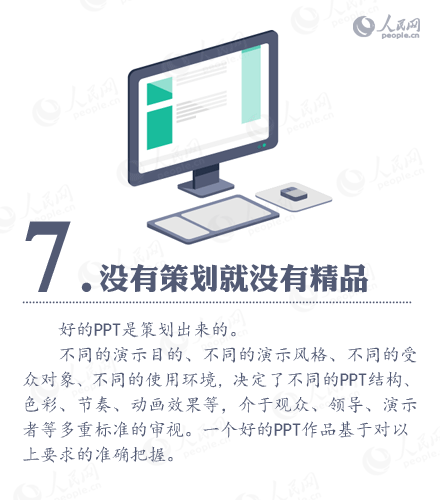 人民网
people.cn
7.没有策划就没有精品
好的PPT是策划出来的。
不同的演示目的、不同的演示风格、不同的受
众对象、不同的使用环境，决定了不同的PPT结构、
色彩、节奏、动画效果等，介于观众、领导、演示
者等多重标准的审视。一个好的PPT作品基于对以
上要求的准确把握。